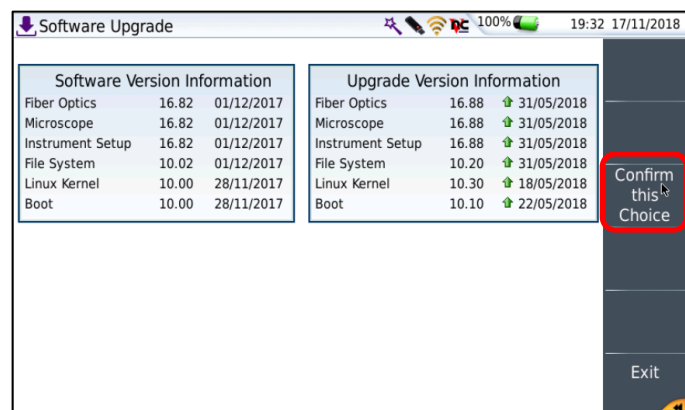 Software Upgrade 100% 19:32 17/11/2018
Software Version Information
Fiber Optics 16.82 01/12/2017
Microscope 16.82 01/12/2017
Instrument Setup 16.82 01/12/2017
File System 10.02 01/12/2017
Linux Kernel 10.00 28/11/2017
Boot 10.00 28/11/2017
Upgrade Version Information
Fiber Optics 16.88 31/05/2018
Microscope 16.88 31/05/2018
Instrument Setup 16.88 31/05/2018
File System 10.20 31/05/2018
Linux Kernel 10.30 18/05/2018
Boot 10.10 22/05/2018
Confirm
this
Choice
Exit